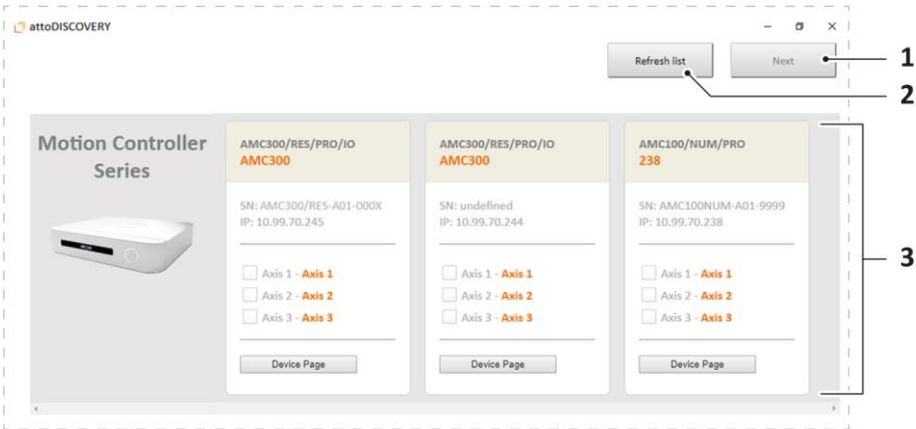 attoDISCOVERY
Refresh list
Next
1
2
Motion Controller
Series
AMC300/RES/PRO/IO
AMC300
SN: AMC300/RES-A01-000X
IP: 10.99.70.245
Axis 1 - Axis 1
Axis 2 - Axis 2
Axis 3 - Axis 3
Device Page
AMC300/RES/PRO/IO
AMC300
SN: undefined
IP: 10.99.70.244
Axis 1 - Axis 1
Axis 2 - Axis 2
Axis 3 - Axis 3
Device Page
AMC100/NUM/PRO
238
SN: AMC100NUM-A01-9999
IP: 10.99.70.238
Axis 1 - Axis 1
Axis 2 - Axis 2
Axis 3 - Axis 3
Device Page
3